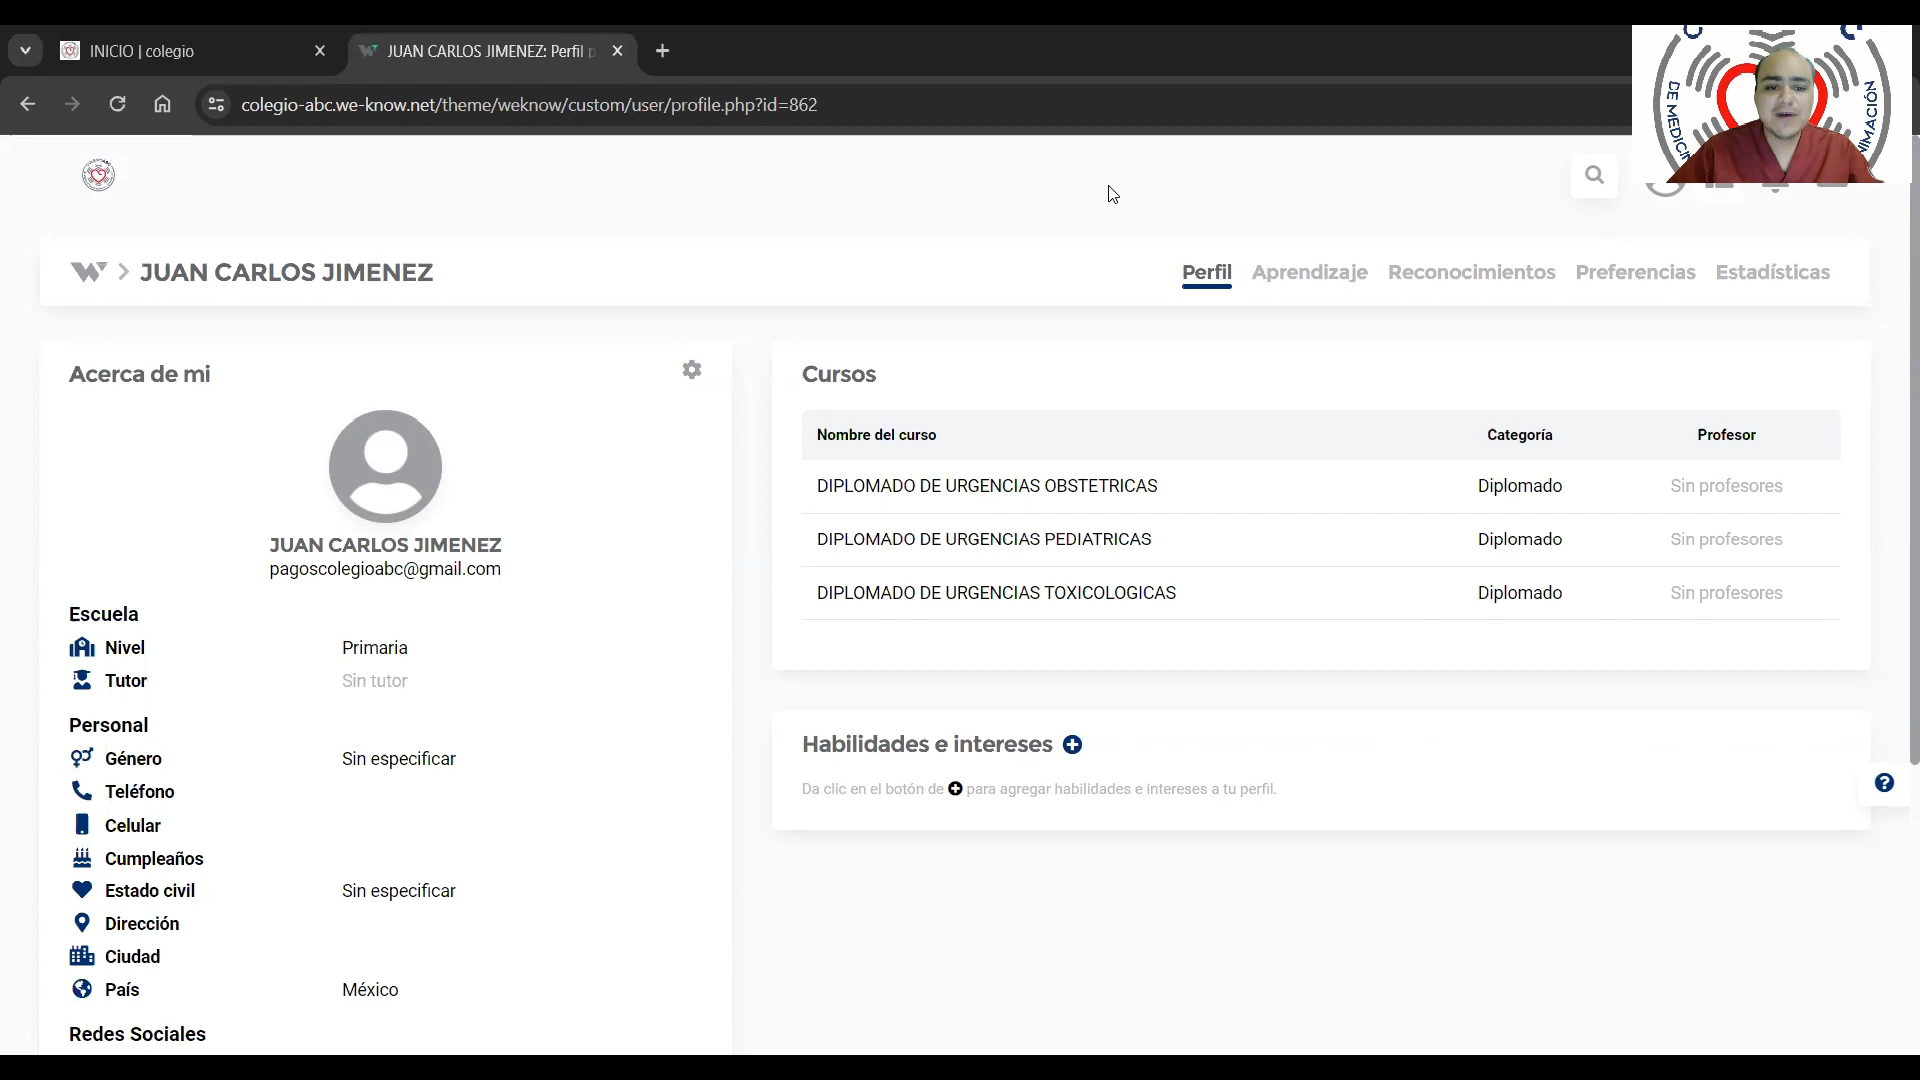 INICIO | colegio
JUAN CARLOS JIMENEZ: Perfil p
colegio-abc.we-know.net/theme/weknow/custom/user/profile.php?id=862
DE MEDICIN
NIMACIÓN
JUAN CARLOS JIMENEZ
Perfil Aprendizaje Reconocimientos Preferencias Estadísticas
Acerca de mi
JUAN CARLOS JIMENEZ
pagoscolegioabc@gmail.com
Escuela
Nivel Primaria
Tutor Sin tutor
Personal
Género Sin especificar
Teléfono
Celular
Cumpleaños
Estado civil Sin especificar
Dirección
Ciudad
País México
Redes Sociales
Cursos
Nombre del curso Categoría Profesor
DIPLOMADO DE URGENCIAS OBSTETRICAS Diplomado Sin profesores
DIPLOMADO DE URGENCIAS PEDIATRICAS Diplomado Sin profesores
DIPLOMADO DE URGENCIAS TOXICOLOGICAS Diplomado Sin profesores
Habilidades e intereses
Da clic en el botón de para agregar habilidades e intereses a tu perfil.